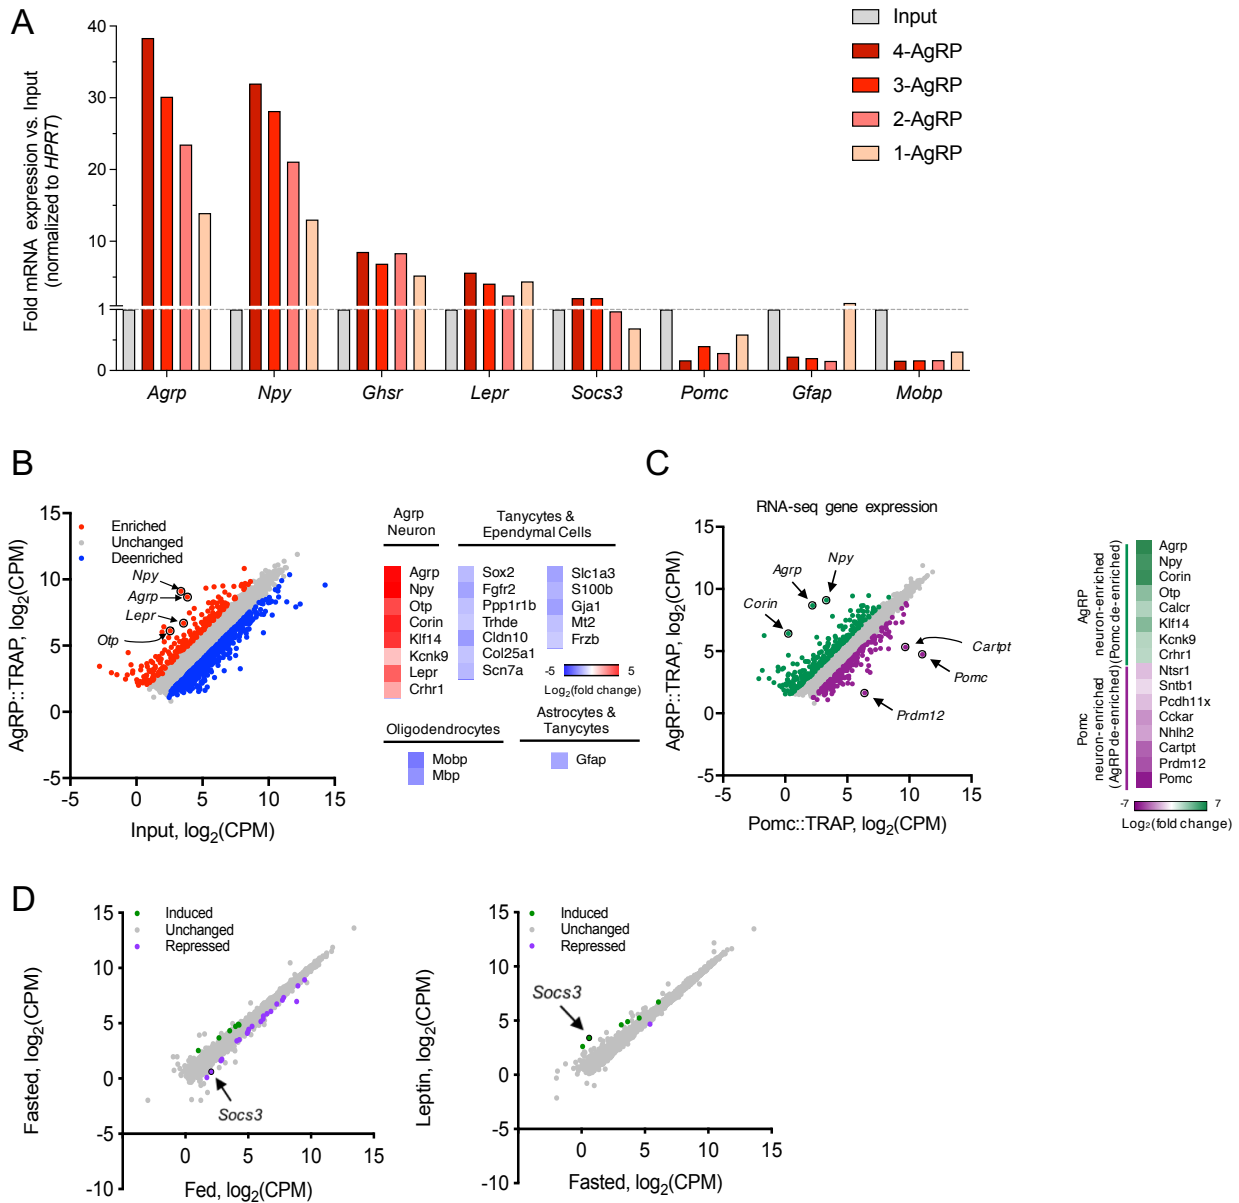 A
Fold mRNA expression vs. Input
(normalized to HPRT)
40
30
20
10
1
0
Input
4-AgRP
3-AgRP
2-AgRP
1-AgRP
Agrp Npy Ghsr Lepr Socs3 Pomc Gfap Mobp
B
AgRP::TRAP, log2(CPM)
15
10
5
0
-5
-5 0 5 10 15
Input, log2(CPM)
Enriched
Unchanged
Deenriched
Npy
Agrp
Lepr
Otp
Agrp
Neuron
Agrp
Npy
Otp
Corin
Klf14
Kcnk9
Lepr
Crhr1
Tanycytes &
Ependymal Cells
Sox2
Fgfr2
Ppp1r1b
Trhde
Cldn10
Col25a1
Scn7a
Slc1a3
S100b
Gja1
Mt2
Frzb
-5 5
Log2(fold change)
Oligodendrocytes
Mobp
Mbp
Astrocytes &
Tanycytes
Gfap
C
RNA-seq gene expression
AgRP::TRAP, log2(CPM)
15
10
5
0
-5
-5 0 5 10 15
Pomc::TRAP, log2(CPM)
Npy
Agrp
Corin
Cartpt
Pomc
Prdm12
AgRP
neuron-enriched
(Pomc de-enriched)
Pomc
neuron-enriched
(AgRP de-enriched)
Agrp
Npy
Corin
Otp
Calcr
Klf14
Kcnk9
Crhr1
Ntsr1
Sntb1
Pcdh11x
Cckar
Nhlh2
Cartpt
Prdm12
Pomc
-7 7
Log2(fold change)
D
Fasted, log2(CPM)
15
10
5
0
-5
-10
0 5 10 15
Fed, log2(CPM)
Induced
Unchanged
Repressed
Socs3
Leptin, log2(CPM)
15
10
5
0
-5
-10
0 5 10 15
Fasted, log2(CPM)
Induced
Unchanged
Repressed
Socs3